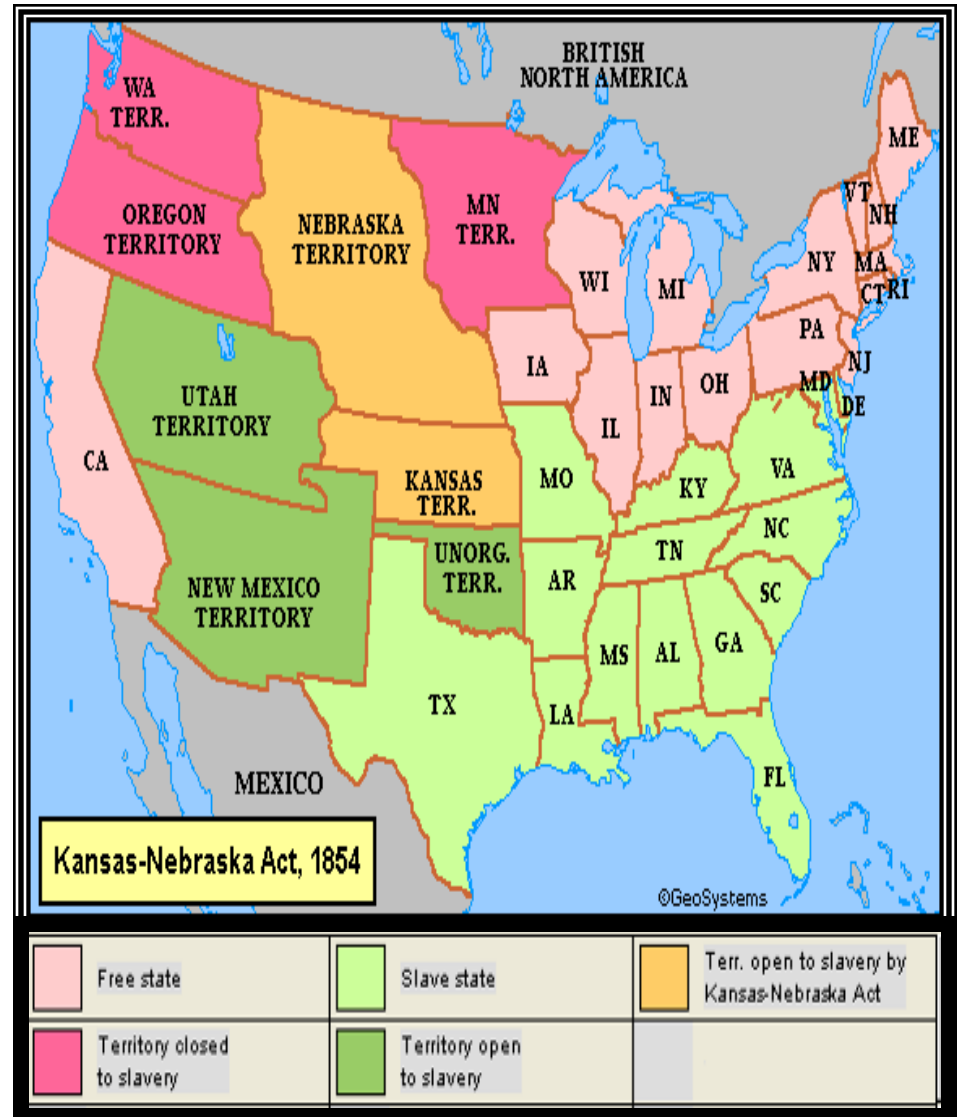 BRITISH
NORTH AMERICA
WA
TERR.
ME
VT
NH
OREGON
TERRITORY
NEBRASKA
TERRITORY
MN
TERR.
NY
MA
CT
RI
WI
MI
PA
NJ
IA
OH
MD
DE
UTAH
TERRITORY
IN
IL
CA
MO
KY
VA
KANSAS
TERR.
NC
UNORG.
TERR.
TN
AR
SC
NEW MEXICO
TERRITORY
MS
AL
GA
TX
LA
FL
MEXICO
Kansas-Nebraska Act, 1854
©GeoSystems
Free state
Slave state
Terr. open to slavery by
Kansas-Nebraska Act
Territory closed
to slavery
Territory open
to slavery